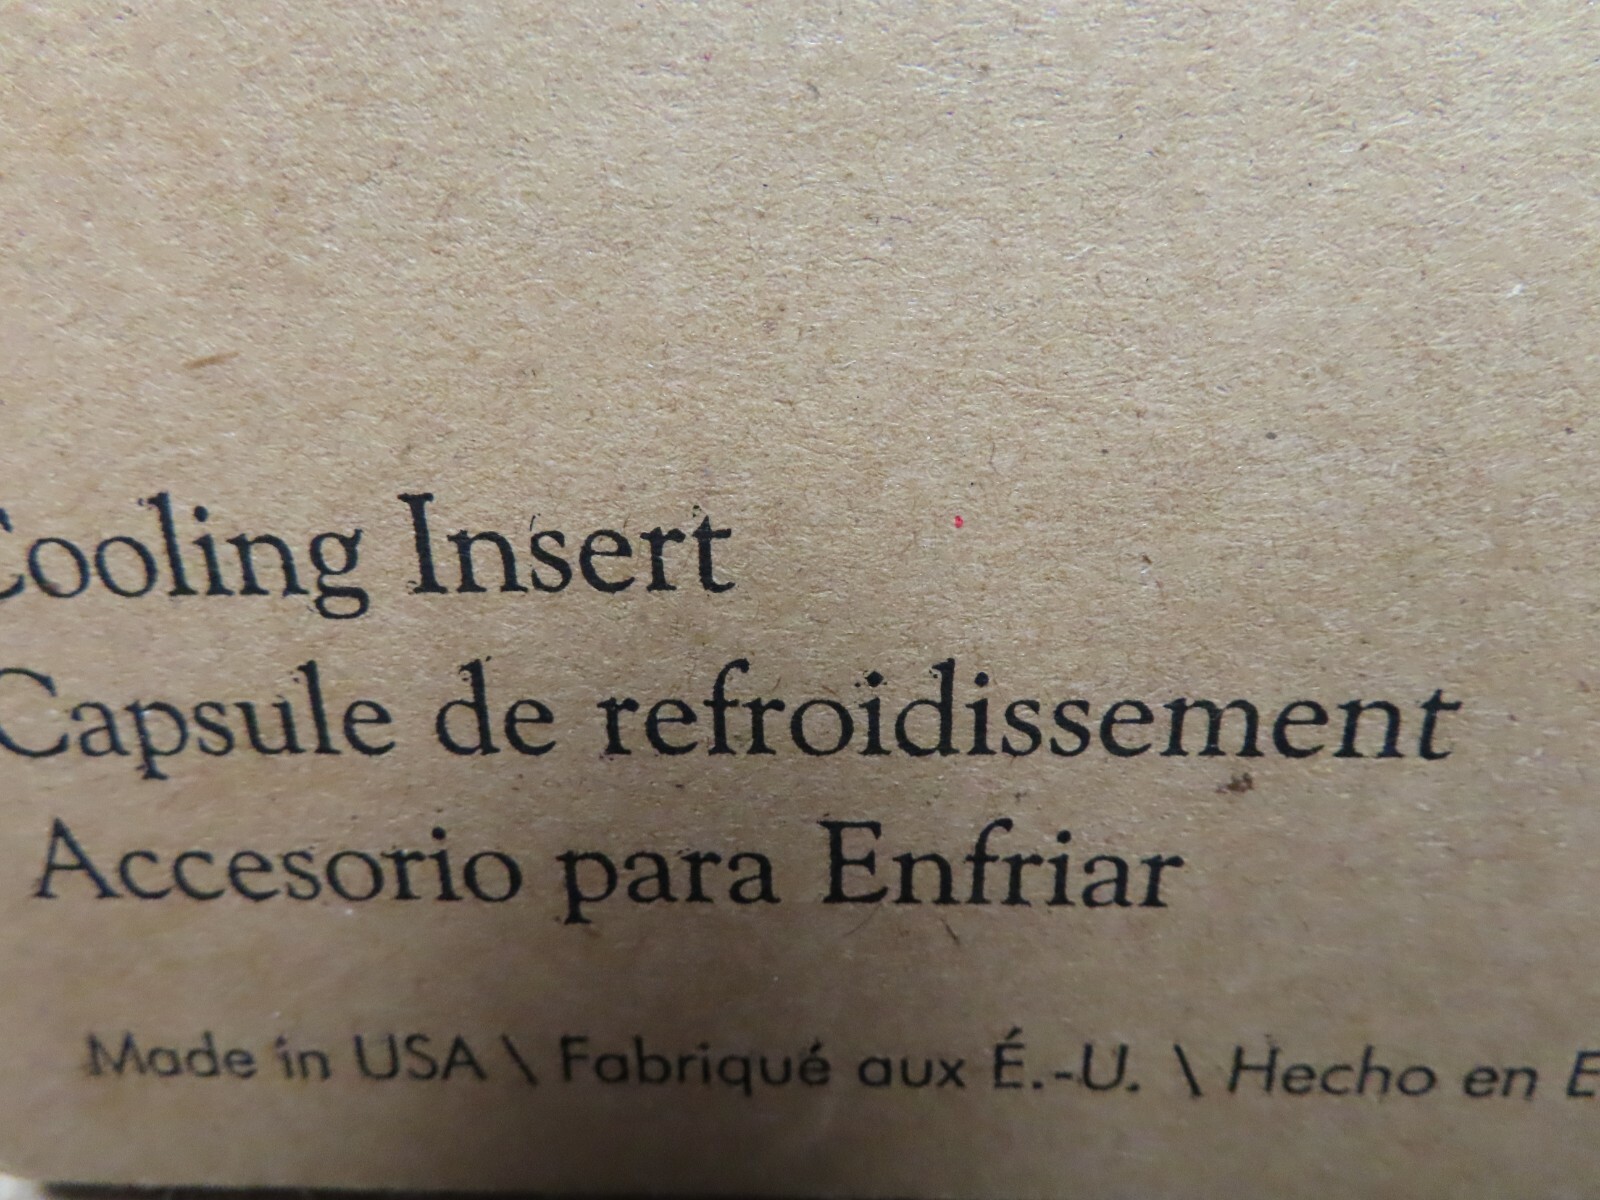 Cooling Insert
Capsule de refroidissement
Accesorio para Enfriar
Made in USA \ Fabriqué aux É.-U. \ Hecho en E